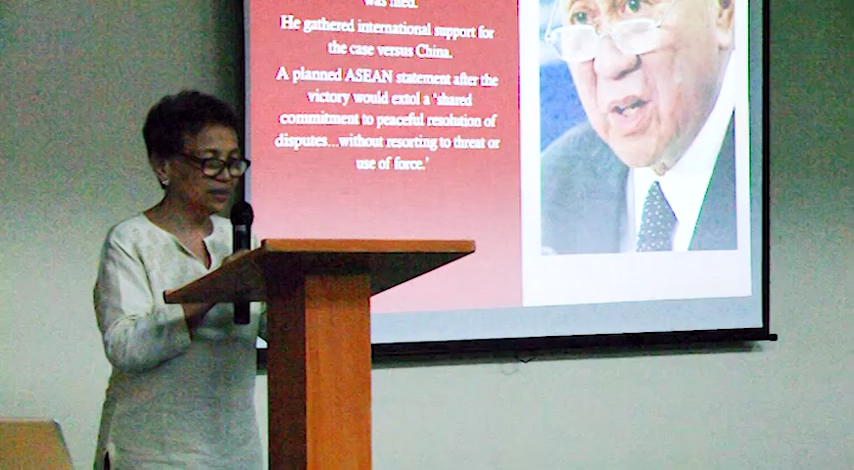 was filed.
He gathered international support for
the case versus China.
A planned ASEAN statement after the
victory would extol a ‘shared
commitment to peaceful resolution of
disputes...without resorting to threat or
use of force.’